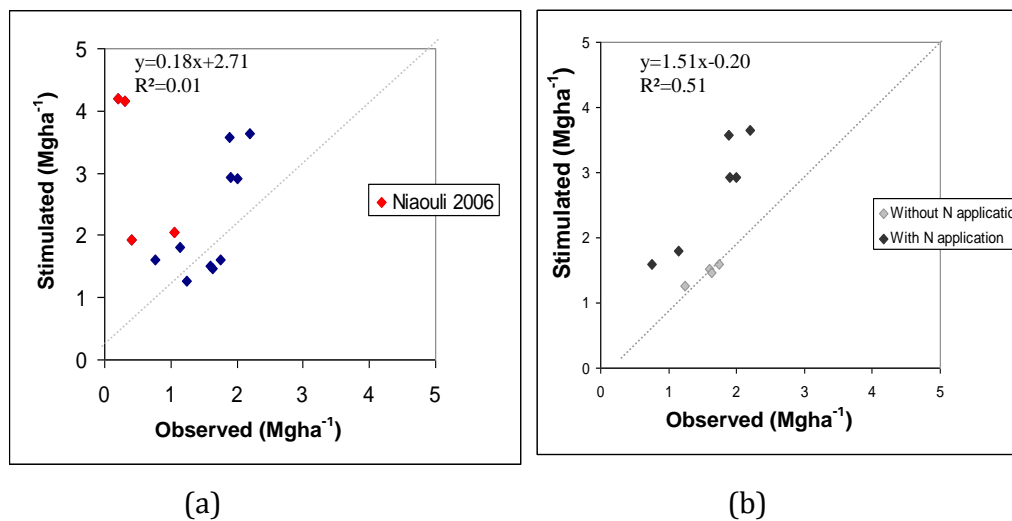 y=0.18x+2.71
R²=0.01
5
4
3
2
1
0
Stimulated (Mgha⁻¹)
0 1 2 3 4 5
Observed (Mgha⁻¹)
Niaouli 2006
(a)
y=1.51x-0.20
R²=0.51
5
4
3
2
1
0
Stimulated (Mgha⁻¹)
0 1 2 3 4 5
Observed (Mgha⁻¹)
Without N application
With N application
(b)